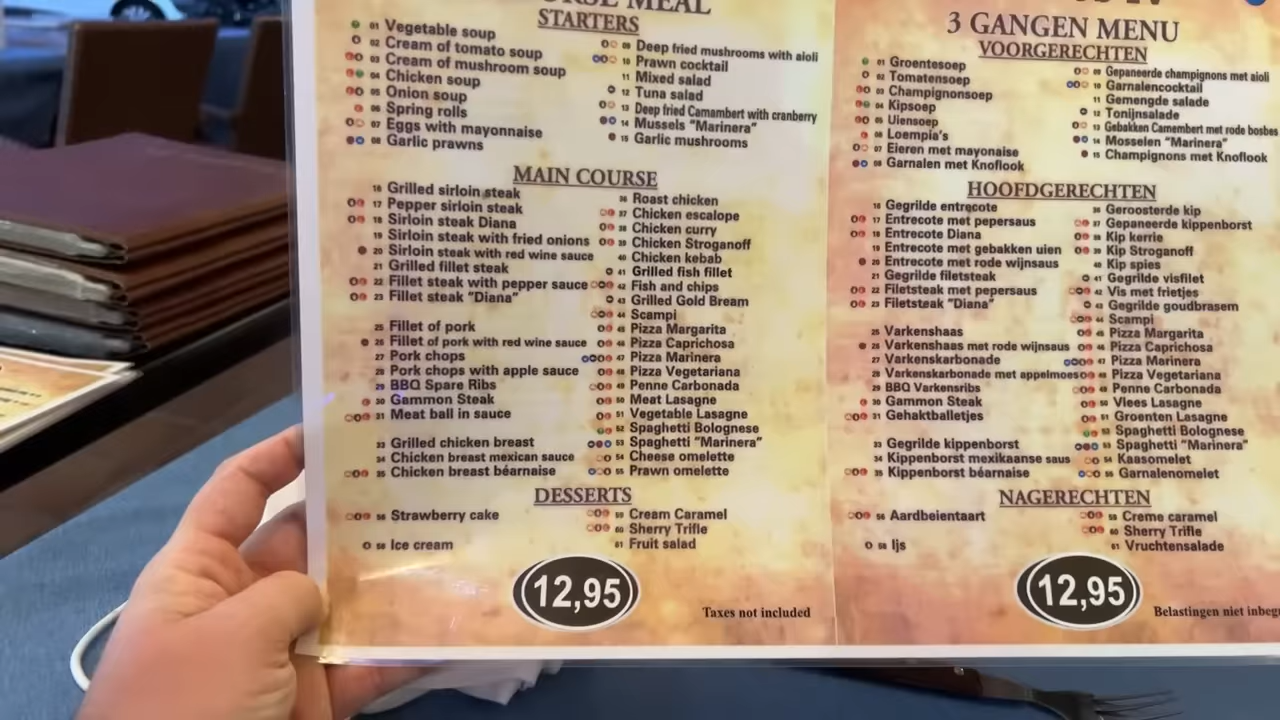 MEAL
STARTERS
01 Vegetable soup
02 Cream of tomato soup
03 Cream of mushroom soup
04 Chicken soup
05 Onion soup
06 Spring rolls
07 Eggs with mayonnaise
08 Garlic prawns
09 Deep fried mushrooms with aioli
10 Prawn cocktail
11 Mixed salad
12 Tuna salad
13 Deep fried Camambert with cranberry
14 Mussels "Marinera"
15 Garlic mushrooms
MAIN COURSE
16 Grilled sirloin steak
17 Pepper sirloin steak
18 Sirloin steak Diana
19 Sirloin steak with fried onions
20 Sirloin steak with red wine sauce
21 Grilled fillet steak
22 Fillet steak with pepper sauce
23 Fillet steak "Diana"
25 Fillet of pork
26 Fillet of pork with red wine sauce
27 Pork chops
28 Pork chops with apple sauce
29 BBQ Spare Ribs
30 Gammon Steak
31 Meat ball in sauce
33 Grilled chicken breast
34 Chicken breast mexican sauce
35 Chicken breast béarnaise
36 Roast chicken
37 Chicken escalope
38 Chicken curry
39 Chicken Stroganoff
40 Chicken kebab
41 Grilled fish fillet
42 Fish and chips
43 Grilled Gold Bream
44 Scampi
45 Pizza Margarita
46 Pizza Caprichosa
47 Pizza Marinera
48 Pizza Vegetariana
49 Penne Carbonada
50 Meat Lasagne
51 Vegetable Lasagne
52 Spaghetti Bolognese
53 Spaghetti "Marinera"
54 Cheese omelette
55 Prawn omelette
DESSERTS
56 Strawberry cake
58 Ice cream
59 Cream Caramel
60 Sherry Trifle
61 Fruit salad
12,95
Taxes not included
3 GANGEN MENU
VOORGERECHTEN
01 Groentesoep
02 Tomatensoep
03 Champignonsoep
04 Kipsoep
05 Uiensoep
06 Loempia's
07 Eieren met mayonaise
08 Garnalen met Knoflook
09 Gepaneerde champignons met aioli
10 Garnalencocktail
11 Gemengde salade
12 Tonijnsalade
13 Gebakken Camembert met rode bosbes
14 Mosselen "Marinera"
15 Champignons met Knoflook
HOOFDGERECHTEN
16 Gegrilde entrecote
17 Entrecote met pepersaus
18 Entrecote Diana
19 Entrecote met gebakken uien
20 Entrecote met rode wijnsaus
21 Gegrilde filetsteak
22 Filetsteak met pepersaus
23 Filetsteak "Diana"
25 Varkenshaas
26 Varkenshaas met rode wijnsaus
27 Varkenskarbonade
28 Varkenskarbonade met appelmoes
29 BBQ Varkensribs
30 Gammon Steak
31 Gehaktballetjes
33 Gegrilde kippenborst
34 Kippenborst mexikaanse saus
35 Kippenborst béarnaise
36 Geroosterde kip
37 Gepaneerde kippenborst
38 Kip kerrie
39 Kip Stroganoff
40 Kip spies
41 Gegrilde visfilet
42 Vis met frietjes
43 Gegrilde goudbrasem
44 Scampi
45 Pizza Margarita
46 Pizza Caprichosa
47 Pizza Marinera
48 Pizza Vegetariana
49 Penne Carbonada
50 Vlees Lasagne
51 Groenten Lasagne
52 Spaghetti Bolognese
53 Spaghetti "Marinera"
54 Kaasomelet
55 Garnalenomelet
NAGERECHTEN
56 Aardbeientaart
58 Ijs
59 Creme caramel
60 Sherry Trifle
61 Vruchtensalade
12,95
Belastingen niet inbegr